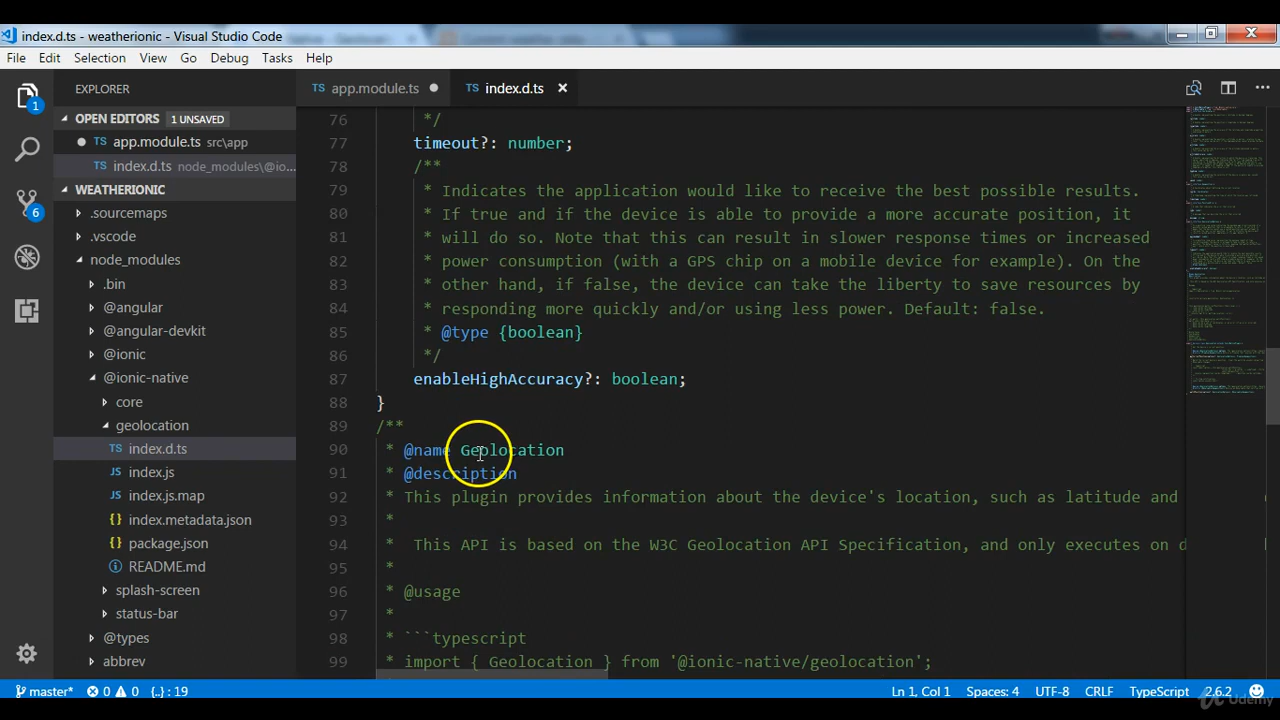 index.d.ts - weatherionic - Visual Studio Code
File Edit Selection View Go Debug Tasks Help
EXPLORER
TS app.module.ts
TS index.d.ts
OPEN EDITORS 1 UNSAVED
app.module.ts src\app
index.d.ts node_modules\@io...
WEATHERIONIC
.sourcemaps
.vscode
node_modules
.bin
@angular
@angular-devkit
@ionic
@ionic-native
core
geolocation
TS index.d.ts
index.js
index.js.map
{} index.metadata.json
{} package.json
README.md
splash-screen
status-bar
@types
abbrev
1
6
76 */
77 timeout?: number;
78 /**
79 * Indicates the application would like to receive the best possible results.
80 * If true and if the device is able to provide a more accurate position, it
81 * will do so. Note that this can result in slower response times or increased
82 * power consumption (with a GPS chip on a mobile device for example). On the
83 * other hand, if false, the device can take the liberty to save resources by
84 * responding more quickly and/or using less power. Default: false.
85 * @type {boolean}
86 */
87 enableHighAccuracy?: boolean;
88 }
89 /**
90 * @name Geolocation
91 * @description
92 * This plugin provides information about the device's location, such as latitude and
93 *
94 * This API is based on the W3C Geolocation API Specification, and only executes on d
95 *
96 * @usage
97 *
98 * ```typescript
99 * import { Geolocation } from '@ionic-native/geolocation';
master* 0 0 {..} : 19
Ln 1, Col 1 Spaces: 4 UTF-8 CRLF TypeScript 2.6.2
Udemy